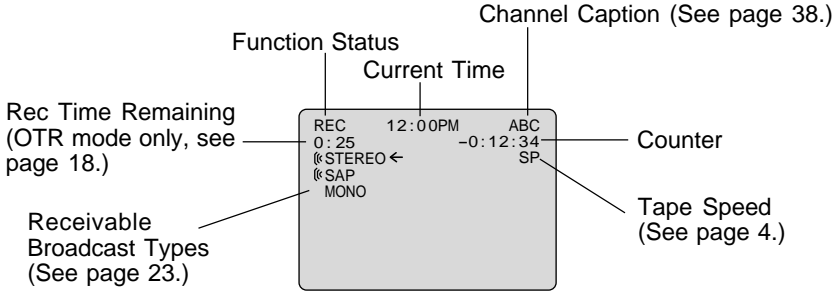 Channel Caption (See page 38.)
Function Status
Current Time
Rec Time Remaining
(OTR mode only, see
page 18.)
REC 12:00PM ABC
0:25 -0:12:34
STEREO ←
SP
SAP
MONO
Counter
Tape Speed
(See page 4.)
Receivable
Broadcast Types
(See page 23.)